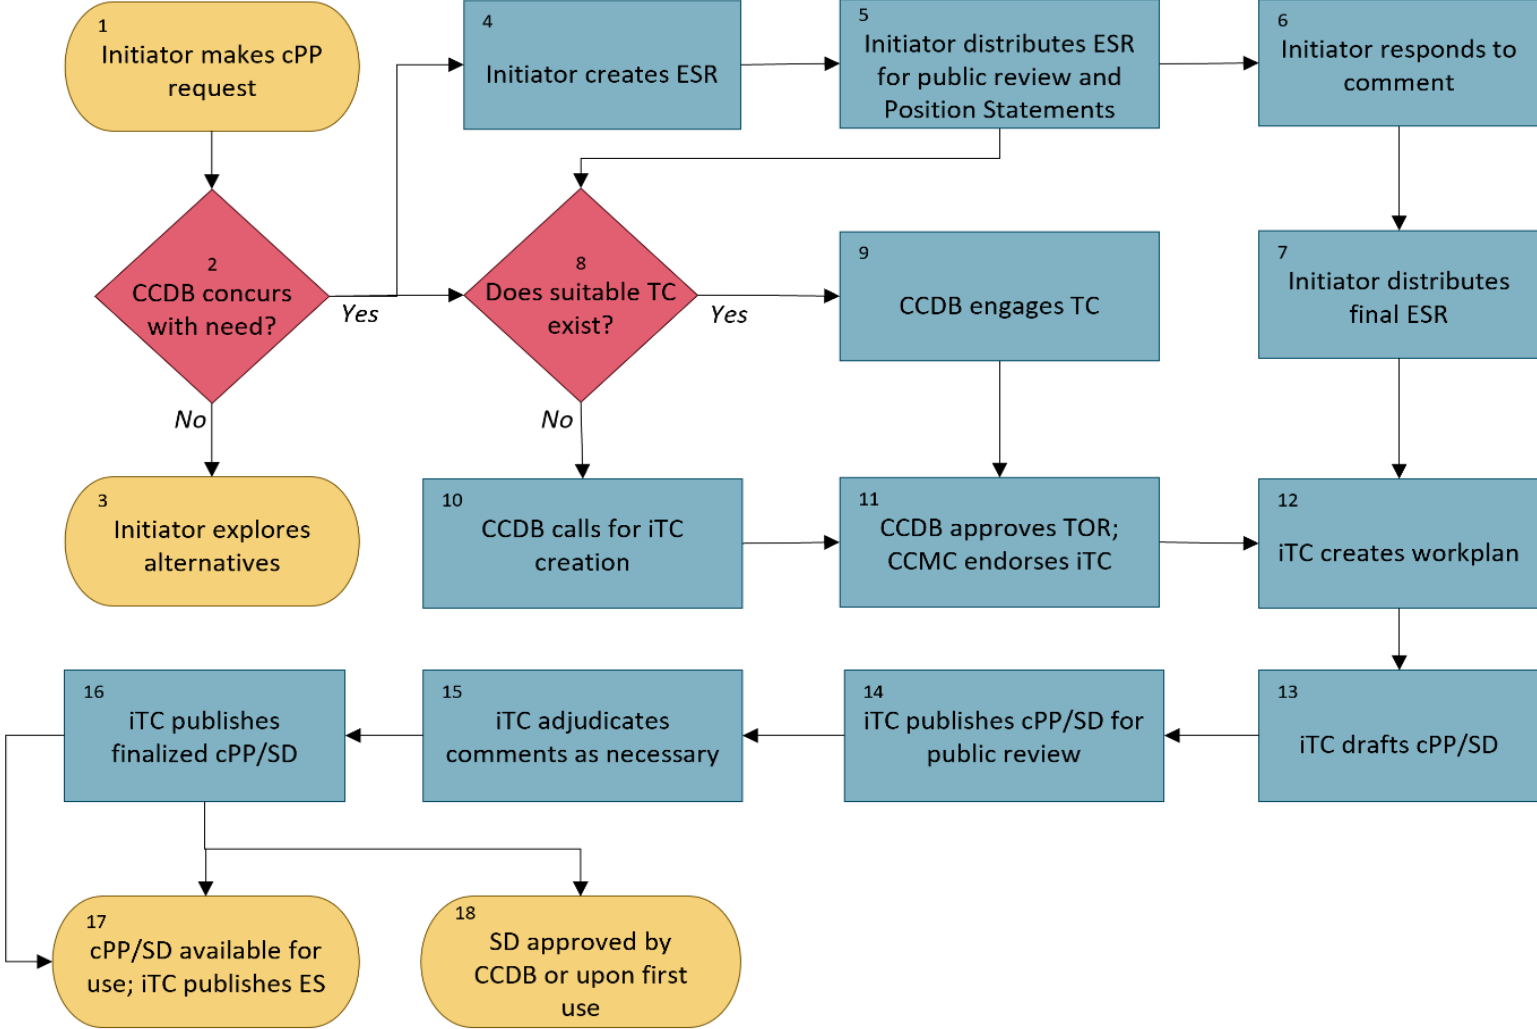 1
Initiator makes cPP
request
4
Initiator creates ESR
5
Initiator distributes ESR
for public review and
Position Statements
6
Initiator responds to
comment
2
CCDB concurs
with need?
Yes
No
8
Does suitable TC
exist?
Yes
No
9
CCDB engages TC
7
Initiator distributes
final ESR
3
Initiator explores
alternatives
10
CCDB calls for iTC
creation
11
CCDB approves TOR;
CCMC endorses iTC
12
iTC creates workplan
16
iTC publishes
finalized cPP/SD
15
iTC adjudicates
comments as necessary
14
iTC publishes cPP/SD for
public review
13
iTC drafts cPP/SD
17
cPP/SD available for
use; iTC publishes ES
18
SD approved by
CCDB or upon first
use